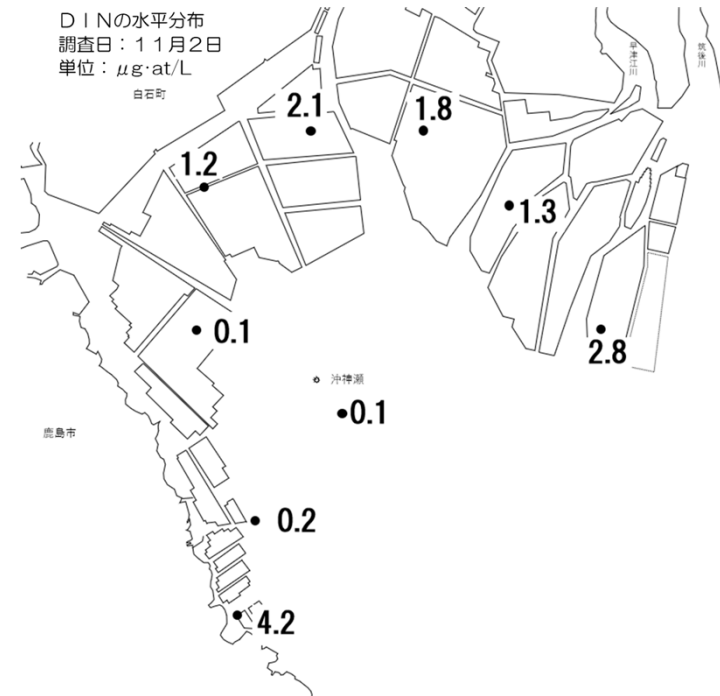 ＤＩＮの水平分布
調査日：１１月２日
単位：μg･at/L
早津江川
筑後川
白石町
2.1
1.8
1.2
1.3
0.1
2.8
沖神瀬
0.1
鹿島市
0.2
4.2